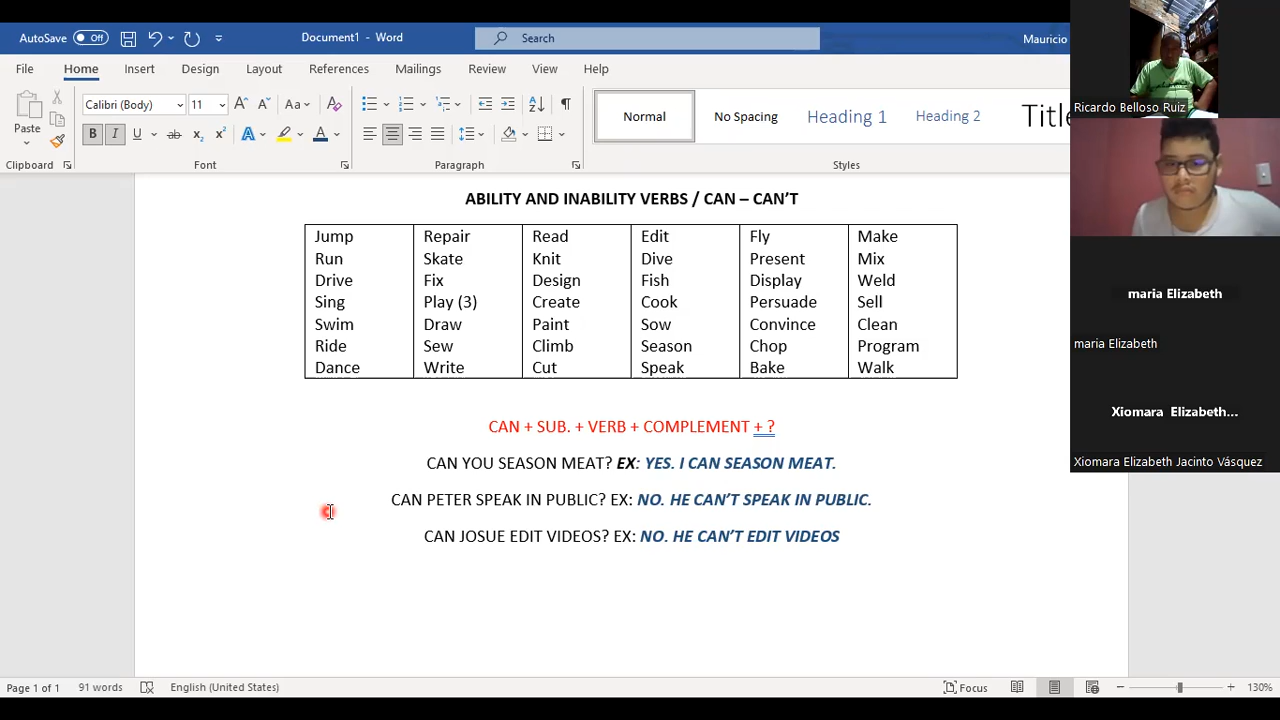 AutoSave Off Document1 - Word Search Mauricio
File Home Insert Design Layout References Mailings Review View Help
Paste Calibri (Body) 11 Normal No Spacing Heading 1 Heading 2 Title
Clipboard Font Paragraph Styles
ABILITY AND INABILITY VERBS / CAN – CAN'T
Jump Repair Read Edit Fly Make
Run Skate Knit Dive Present Mix
Drive Fix Design Fish Display Weld
Sing Play (3) Create Cook Persuade Sell
Swim Draw Paint Sow Convince Clean
Ride Sew Climb Season Chop Program
Dance Write Cut Speak Bake Walk
CAN + SUB. + VERB + COMPLEMENT + ?
CAN YOU SEASON MEAT? EX: YES. I CAN SEASON MEAT.
CAN PETER SPEAK IN PUBLIC? EX: NO. HE CAN'T SPEAK IN PUBLIC.
CAN JOSUE EDIT VIDEOS? EX: NO. HE CAN'T EDIT VIDEOS
Page 1 of 1 91 words English (United States) Focus 130%
Ricardo Belloso Ruiz
maria Elizabeth
maria Elizabeth
Xiomara Elizabeth...
Xiomara Elizabeth Jacinto Vásquez